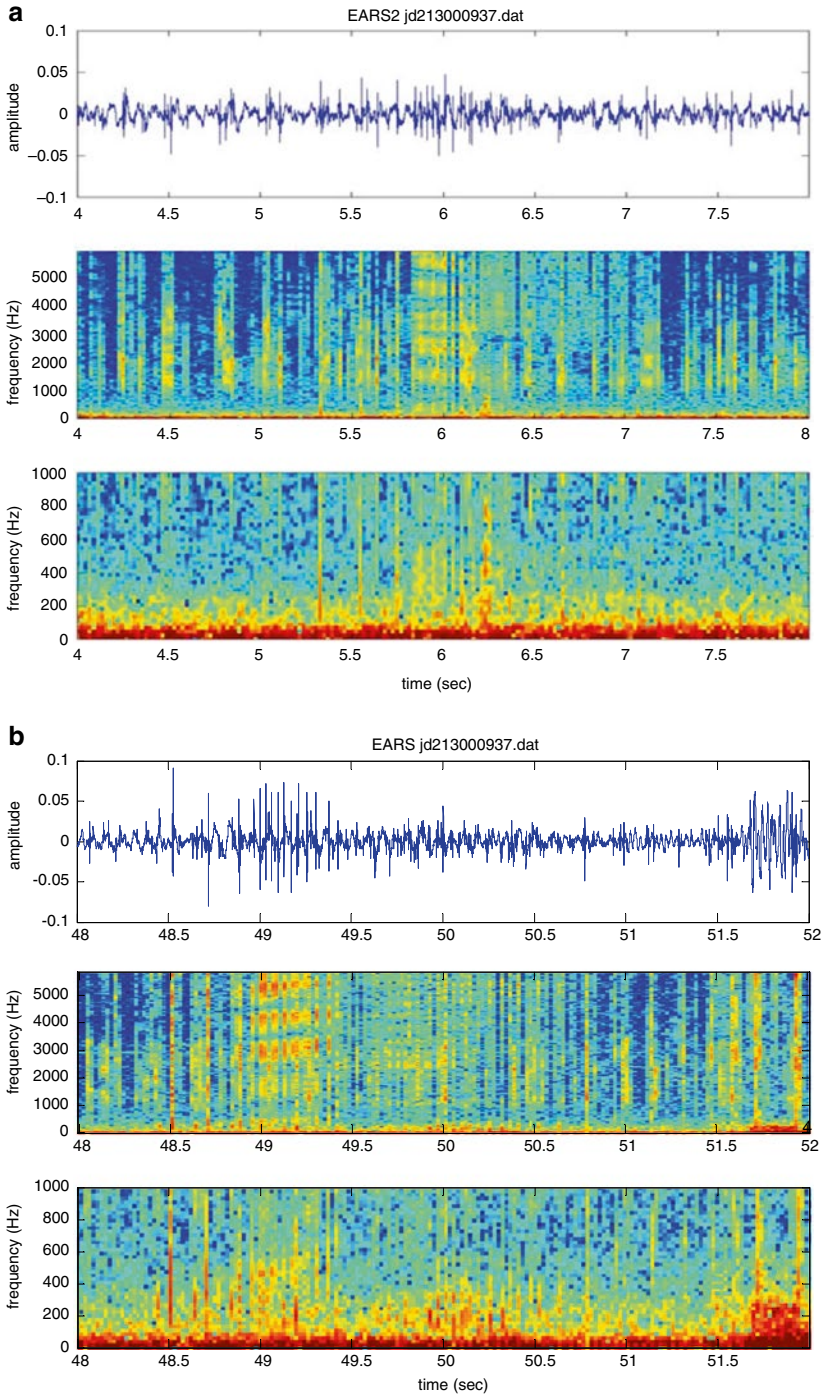 a
EARS2 jd213000937.dat
0.1
0.05
0
–0.05
–0.1
amplitude
4 4.5 5 5.5 6 6.5 7 7.5
5000
4000
3000
2000
1000
0
frequency (Hz)
4 4.5 5 5.5 6 6.5 7 7.5 8
1000
800
600
400
200
0
frequency (Hz)
4 4.5 5 5.5 6 6.5 7 7.5
time (sec)
b
EARS jd213000937.dat
0.1
0.05
0
-0.05
-0.1
amplitude
48 48.5 49 49.5 50 50.5 51 51.5 52
5000
4000
3000
2000
1000
0
frequency (Hz)
48 48.5 49 49.5 50 50.5 51 51.5 52
4
1000
800
600
400
200
0
frequency (Hz)
48 48.5 49 49.5 50 50.5 51 51.5
time (sec)